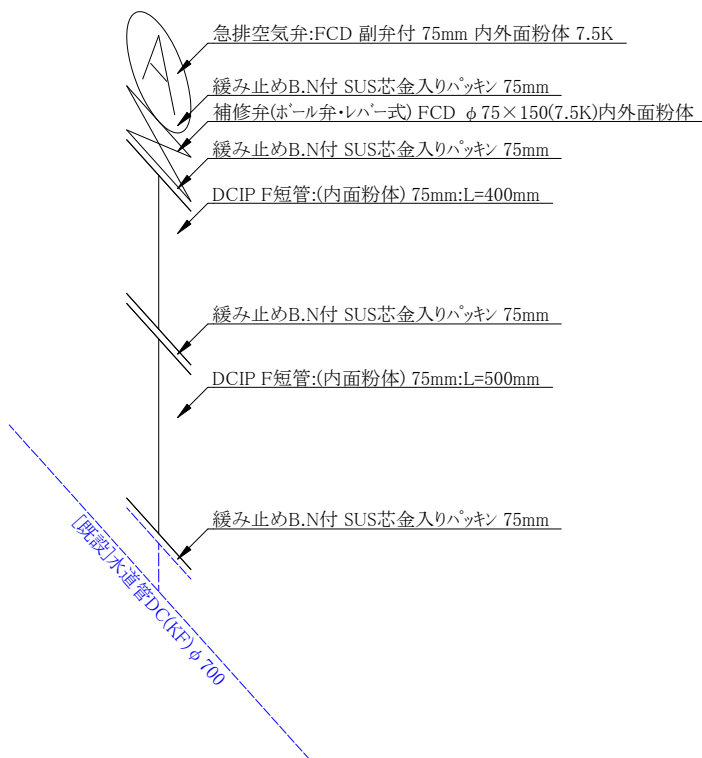 急排空気弁:FCD 副弁付 75mm 内外面粉体 7.5K
緩み止めB.N付 SUS芯金入りﾊﾟｯｷﾝ 75mm
補修弁(ﾎﾞｰﾙ弁・ﾚﾊﾞｰ式) FCD φ75×150(7.5K)内外面粉体
緩み止めB.N付 SUS芯金入りﾊﾟｯｷﾝ 75mm
DCIP F短管:(内面粉体) 75mm:L=400mm
緩み止めB.N付 SUS芯金入りﾊﾟｯｷﾝ 75mm
DCIP F短管:(内面粉体) 75mm:L=500mm
緩み止めB.N付 SUS芯金入りﾊﾟｯｷﾝ 75mm
[既設]水道管DC(KF)φ700